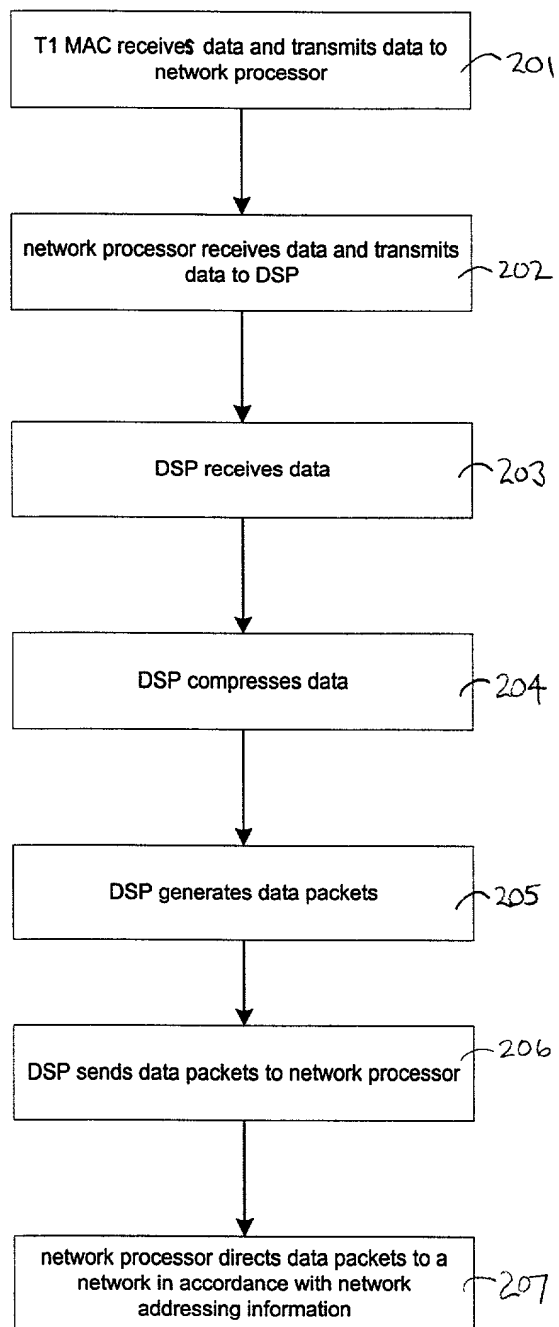 T1 MAC receives data and transmits data to
network processor
201
network processor receives data and transmits
data to DSP
202
DSP receives data
203
DSP compresses data
204
DSP generates data packets
205
DSP sends data packets to network processor
206
network processor directs data packets to a
network in accordance with network
addressing information
207